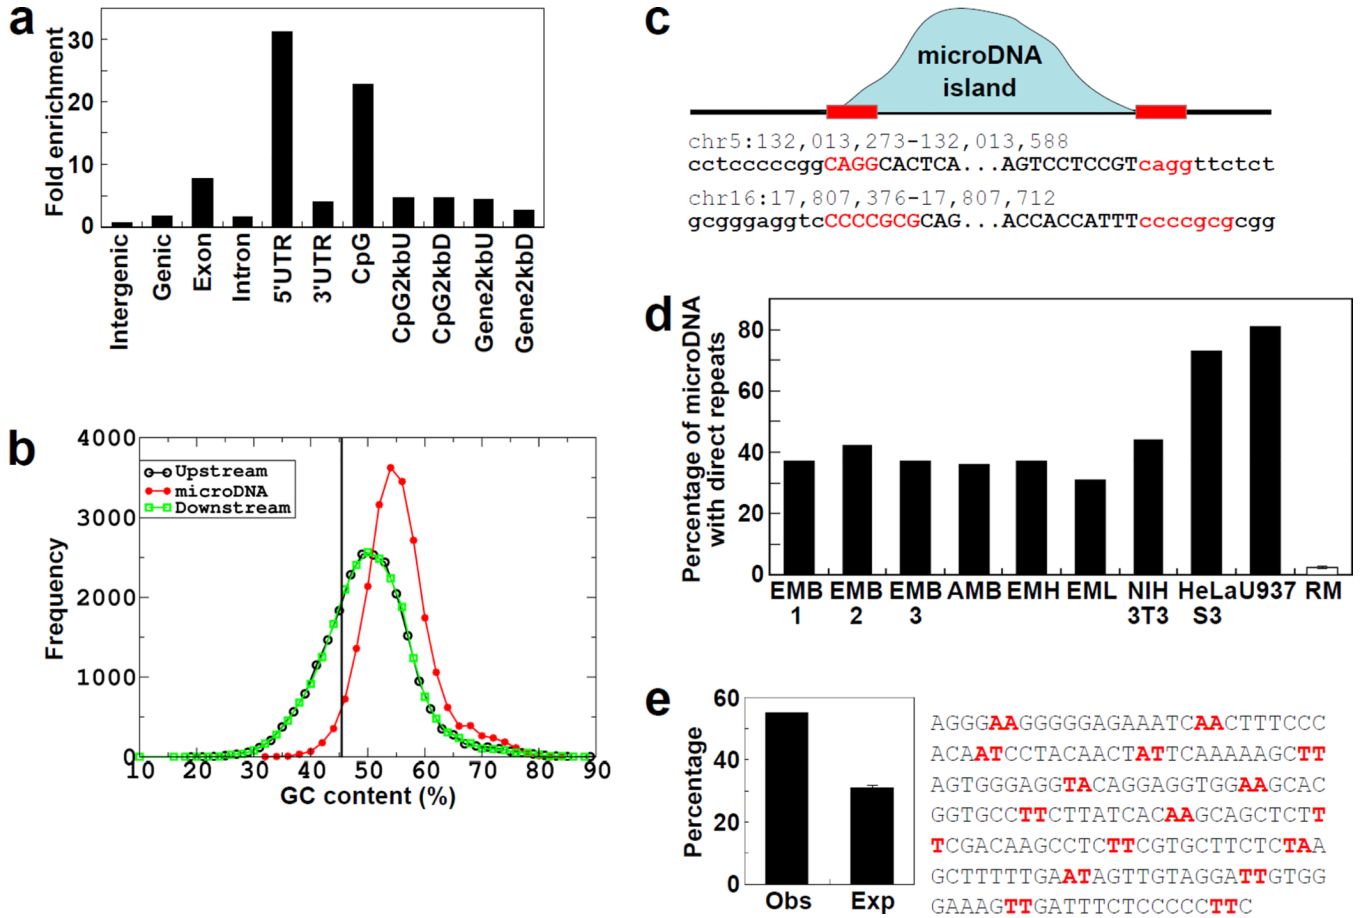 a
Fold enrichment
30
20
10
0
Intergenic
Genic
Exon
Intron
5'UTR
3'UTR
CpG
CpG2kbU
CpG2kbD
Gene2kbU
Gene2kbD
b
Frequency
4000
3000
2000
1000
0
Upstream
microDNA
Downstream
10 20 30 40 50 60 70 80 90
GC content (%)
c
microDNA
island
chr5:132,013,273-132,013,588
cctcccccggCAGGCACTCA...AGTCCTCCGTcaggttctct
chr16:17,807,376-17,807,712
gcgggaggtcCCCCGCGCAG...ACCACCATTTccccgcgcgg
d
Percentage of microDNA
with direct repeats
80
60
40
20
0
EMB EMB EMB AMB EMH EML NIH HeLa U937 RM
1 2 3 3T3 S3
e
Percentage
60
40
20
0
Obs Exp
AGGGAAGGGGGAGAAATCAACTTTCCC
ACAATCCTACAACTATTCAAAAAGCTT
AGTGGGAGGTACAGGAGGTGGAAGCAC
GGTGCCTTCTTATCACAAGCAGCTCTT
TCGACAAGCCTCTTCGTGCTTCTCTAA
GCTTTTTGAATAGTTGTAGGATTGTGG
GAAAGTTGATTTCTCCCCCTTC